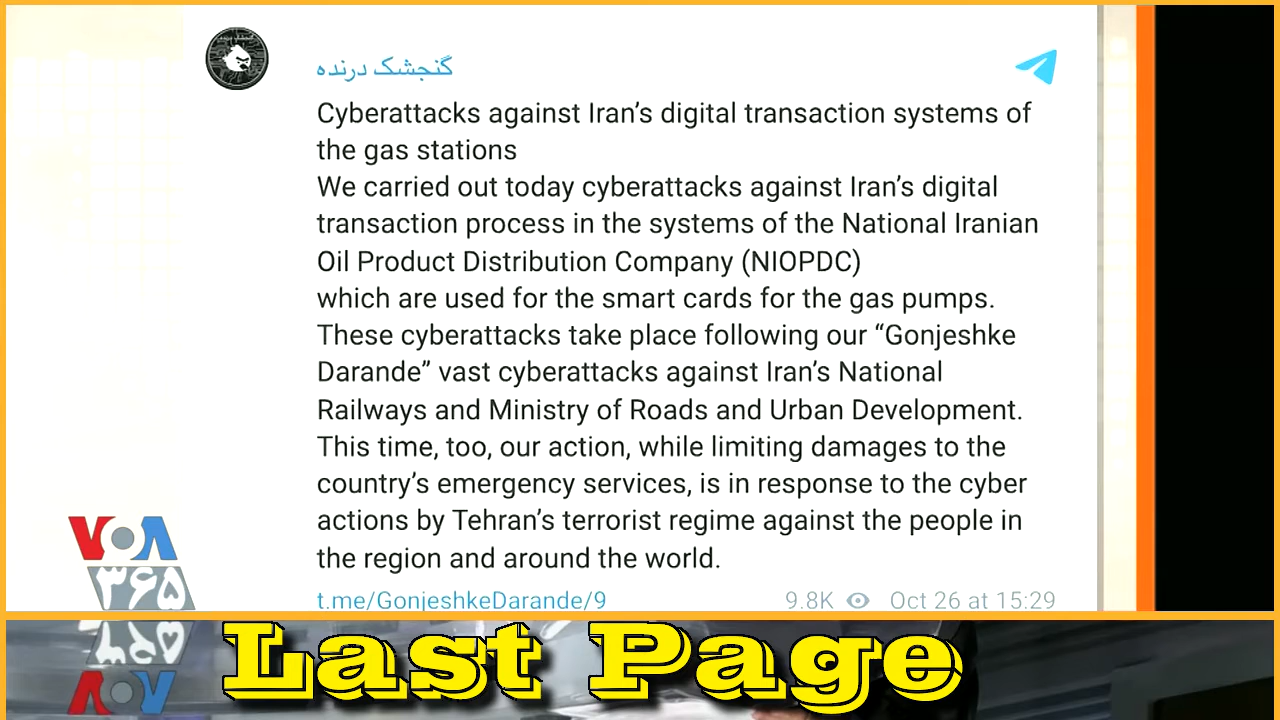 گنجشک درنده
Cyberattacks against Iran’s digital transaction systems of
the gas stations
We carried out today cyberattacks against Iran’s digital
transaction process in the systems of the National Iranian
Oil Product Distribution Company (NIOPDC)
which are used for the smart cards for the gas pumps.
These cyberattacks take place following our “Gonjeshke
Darande” vast cyberattacks against Iran’s National
Railways and Ministry of Roads and Urban Development.
This time, too, our action, while limiting damages to the
country’s emergency services, is in response to the cyber
actions by Tehran’s terrorist regime against the people in
the region and around the world.
t.me/GonjeshkeDarande/9 9.8K Oct 26 at 15:29
VOA
۳۶۵
Last Page